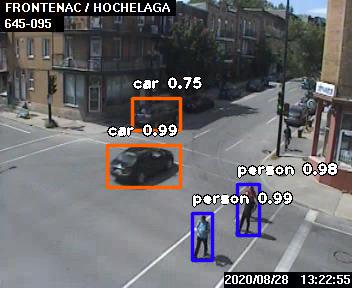 FRONTENAC / HOCHELAGA
645-095
car 0.75
car 0.99
person 0.98
person 0.99
2020/08/28 13:22:55